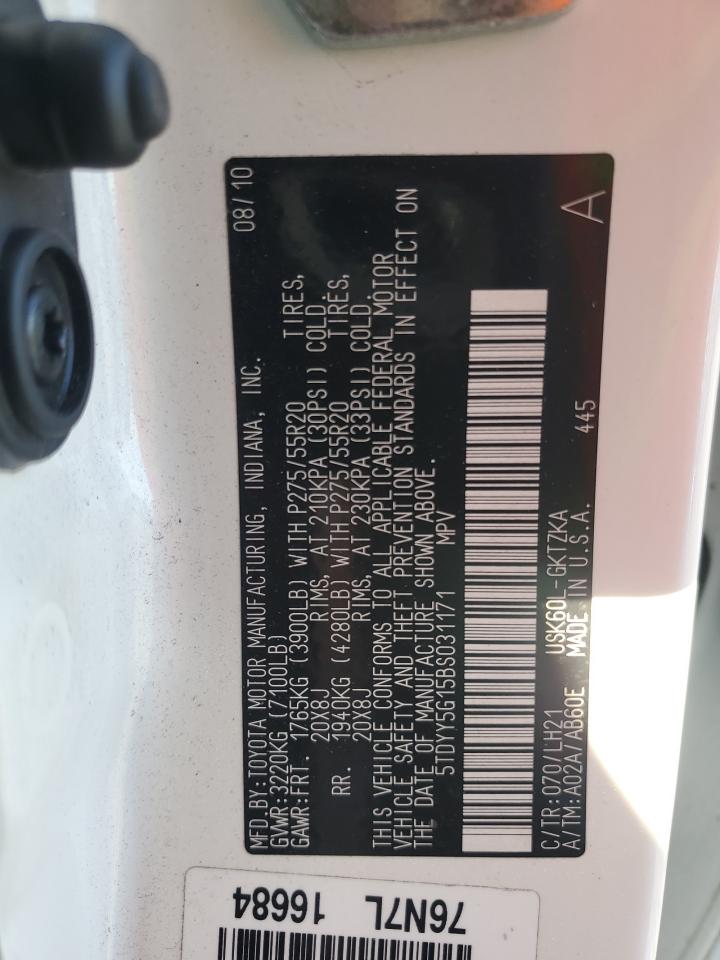 MFD.BY:TOYOTA MOTOR MANUFACTURING, INDIANA, INC. 08/10
GVWR:3220KG (7100LB)
GAWR:FRT. 1765KG (3900LB) WITH P275/55R20 TIRES,
20X8J RIMS, AT 210KPA (30PSI) COLD.
RR. 1940KG (4280LB) WITH P275/55R20 TIRES,
20X8J RIMS, AT 230KPA (33PSI) COLD.
THIS VEHICLE CONFORMS TO ALL APPLICABLE FEDERAL MOTOR
VEHICLE SAFETY AND THEFT PREVENTION STANDARDS IN EFFECT ON
THE DATE OF MANUFACTURE SHOWN ABOVE.
5TDYY5G15BS031171 MPV
C/TR:070/LH21 USK60L-GKTZKA
A/TM:A02A/AB60E MADE IN U.S.A. 445 A
76N7L
16684